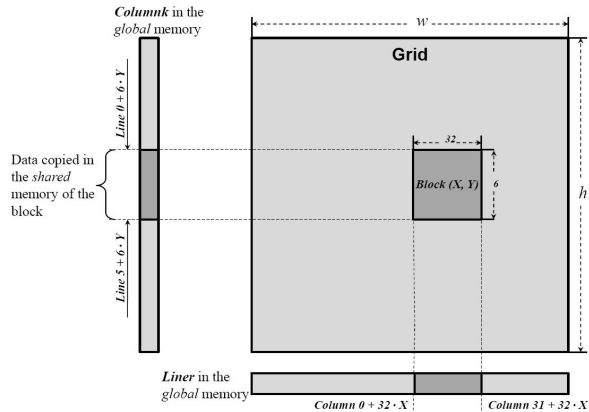 Columnk in the
global memory
w
Grid
Line 0 + 6 · Y
32
Data copied in
the shared
memory of the
block
Block (X, Y)
6
h
Line 5 + 6 · Y
Liner in the
global memory
Column 0 + 32 · X
Column 31 + 32 · X